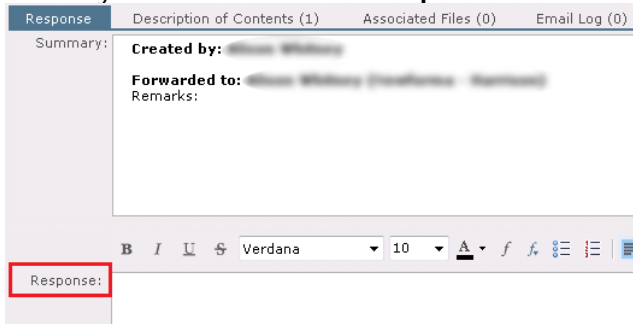 Response Description of Contents (1) Associated Files (0) Email Log (0)
Summary:
Created by:
Forwarded to:
Remarks:
B I U S Verdana 10 A f f
Response: